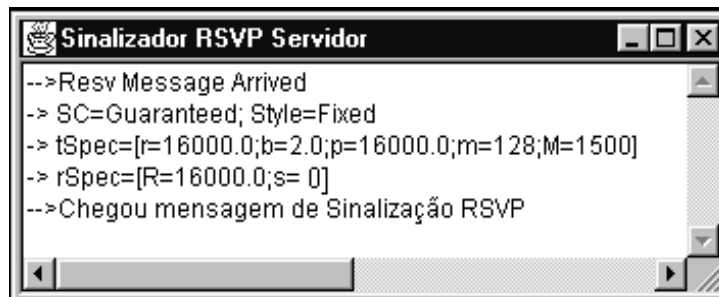 Sinalizador RSVP Servidor
-->Resv Message Arrived
-> SC=Guaranteed; Style=Fixed
-> tSpec=[r=16000.0;b=2.0;p=16000.0;m=128;M=1500]
-> rSpec=[R=16000.0;s= 0]
-->Chegou mensagem de Sinalização RSVP